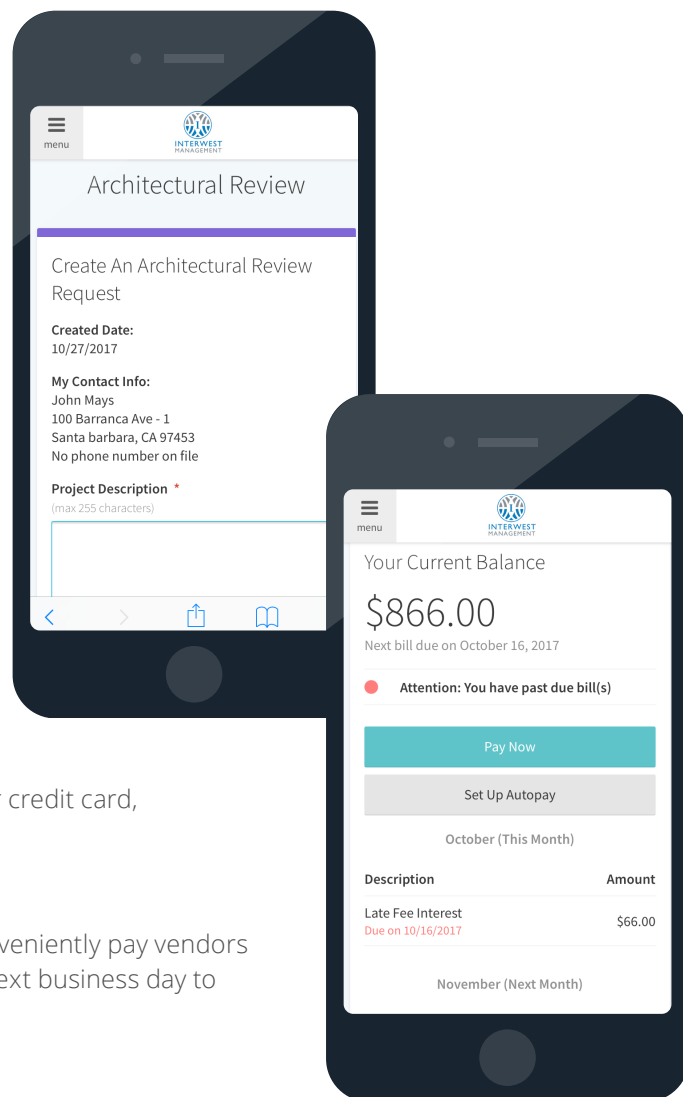 menu
INTERWEST
MANAGEMENT
Architectural Review
Create An Architectural Review
Request
Created Date:
10/27/2017
My Contact Info:
John Mays
100 Barranca Ave - 1
Santa barbara, CA 97453
No phone number on file
Project Description *
(max 255 characters)
menu
INTERWEST
MANAGEMENT
Your Current Balance
$866.00
Next bill due on October 16, 2017
Attention: You have past due bill(s)
Pay Now
Set Up Autopay
October (This Month)
Description Amount
Late Fee Interest $66.00
Due on 10/16/2017
November (Next Month)
credit card,
pay vendors
business day to